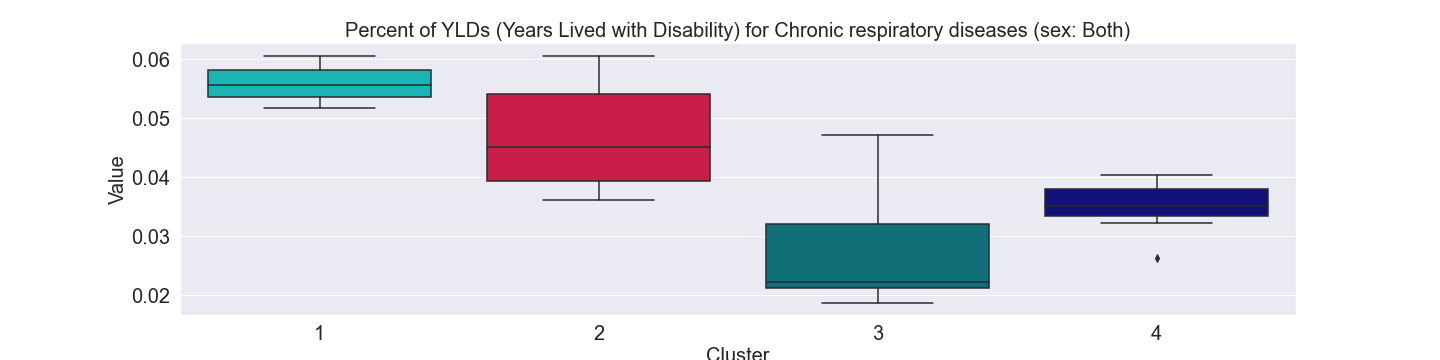 Percent of YLDs (Years Lived with Disability) for Chronic respiratory diseases (sex: Both)
0.06
0.05
0.04
0.03
0.02
Value
1 2 3 4
Cluster